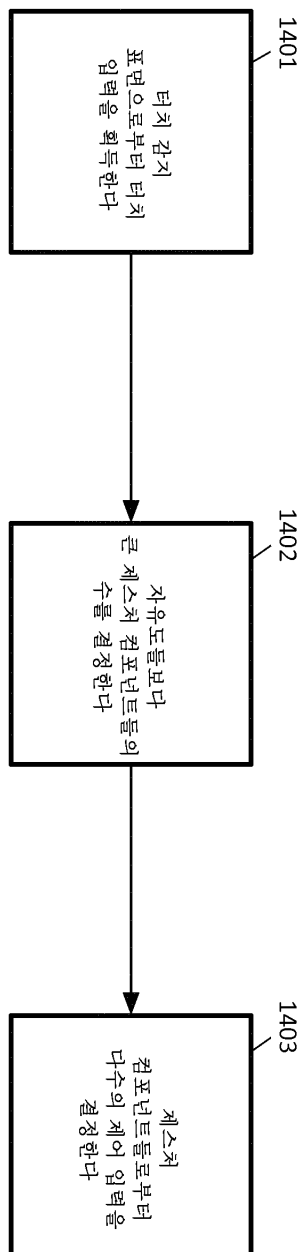 1401
터치 감지
표면으로부터 터치
입력을 획득한다
1402
자유도들보다
큰 제스처 컴포넌트들의
수를 결정한다
1403
제스처
컴포넌트들로부터
다수의 제어 입력을
결정한다